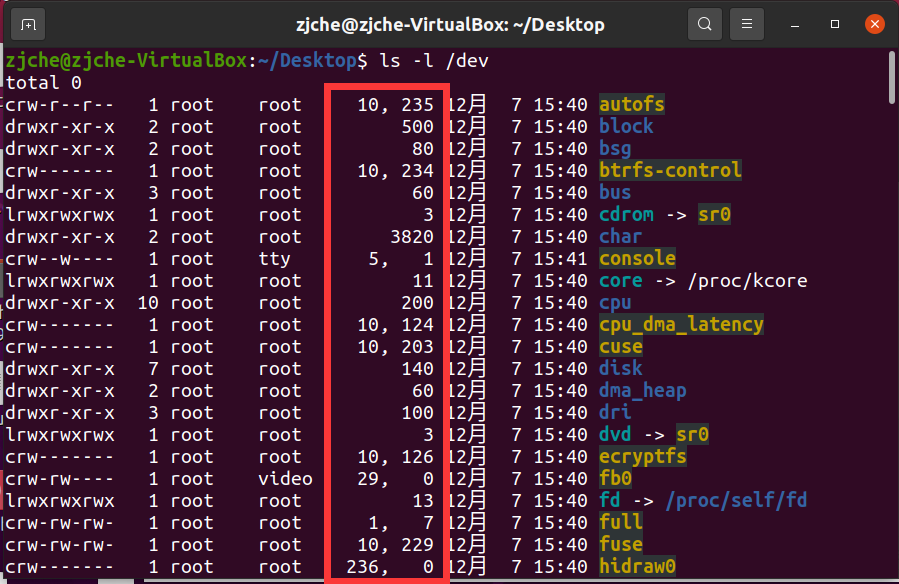 zjche@zjche-VirtualBox: ~/Desktop
zjche@zjche-VirtualBox:~/Desktop$ ls -l /dev
total 0
crw-r--r-- 1 root root 10, 235 12月 7 15:40 autofs
drwxr-xr-x 2 root root 500 12月 7 15:40 block
drwxr-xr-x 2 root root 80 12月 7 15:40 bsg
crw------- 1 root root 10, 234 12月 7 15:40 btrfs-control
drwxr-xr-x 3 root root 60 12月 7 15:40 bus
lrwxrwxrwx 1 root root 3 12月 7 15:40 cdrom -> sr0
drwxr-xr-x 2 root root 3820 12月 7 15:40 char
crw--w---- 1 root tty 5, 1 12月 7 15:41 console
lrwxrwxrwx 1 root root 11 12月 7 15:40 core -> /proc/kcore
drwxr-xr-x 10 root root 200 12月 7 15:40 cpu
crw------- 1 root root 10, 124 12月 7 15:40 cpu_dma_latency
crw------- 1 root root 10, 203 12月 7 15:40 cuse
drwxr-xr-x 7 root root 140 12月 7 15:40 disk
drwxr-xr-x 2 root root 60 12月 7 15:40 dma_heap
drwxr-xr-x 3 root root 100 12月 7 15:40 dri
lrwxrwxrwx 1 root root 3 12月 7 15:40 dvd -> sr0
crw------- 1 root root 10, 126 12月 7 15:40 ecryptfs
crw-rw---- 1 root video 29, 0 12月 7 15:40 fb0
lrwxrwxrwx 1 root root 13 12月 7 15:40 fd -> /proc/self/fd
crw-rw-rw- 1 root root 1, 7 12月 7 15:40 full
crw-rw-rw- 1 root root 10, 229 12月 7 15:40 fuse
crw------- 1 root root 236, 0 12月 7 15:40 hidraw0